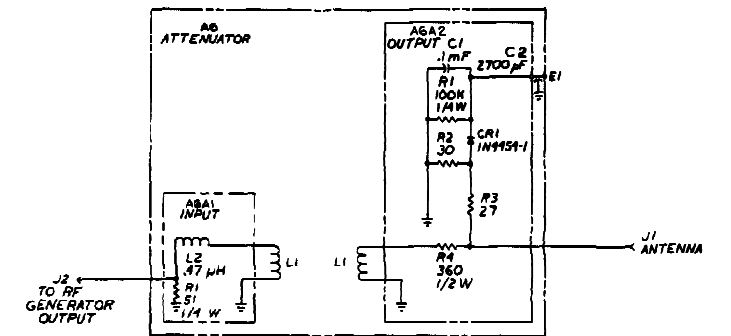 A6
ATTENUATOR
A6A2
OUTPUT
C1
.1mF
C2
2700pF
E1
R1
100K
1/4W
R2
30
CR1
1N4454-1
R3
27
A6A1
INPUT
L2
.47 µH
R1
51
1/4 W
L1
L1
R4
360
1/2 W
J1
ANTENNA
J2
TO RF
GENERATOR
OUTPUT